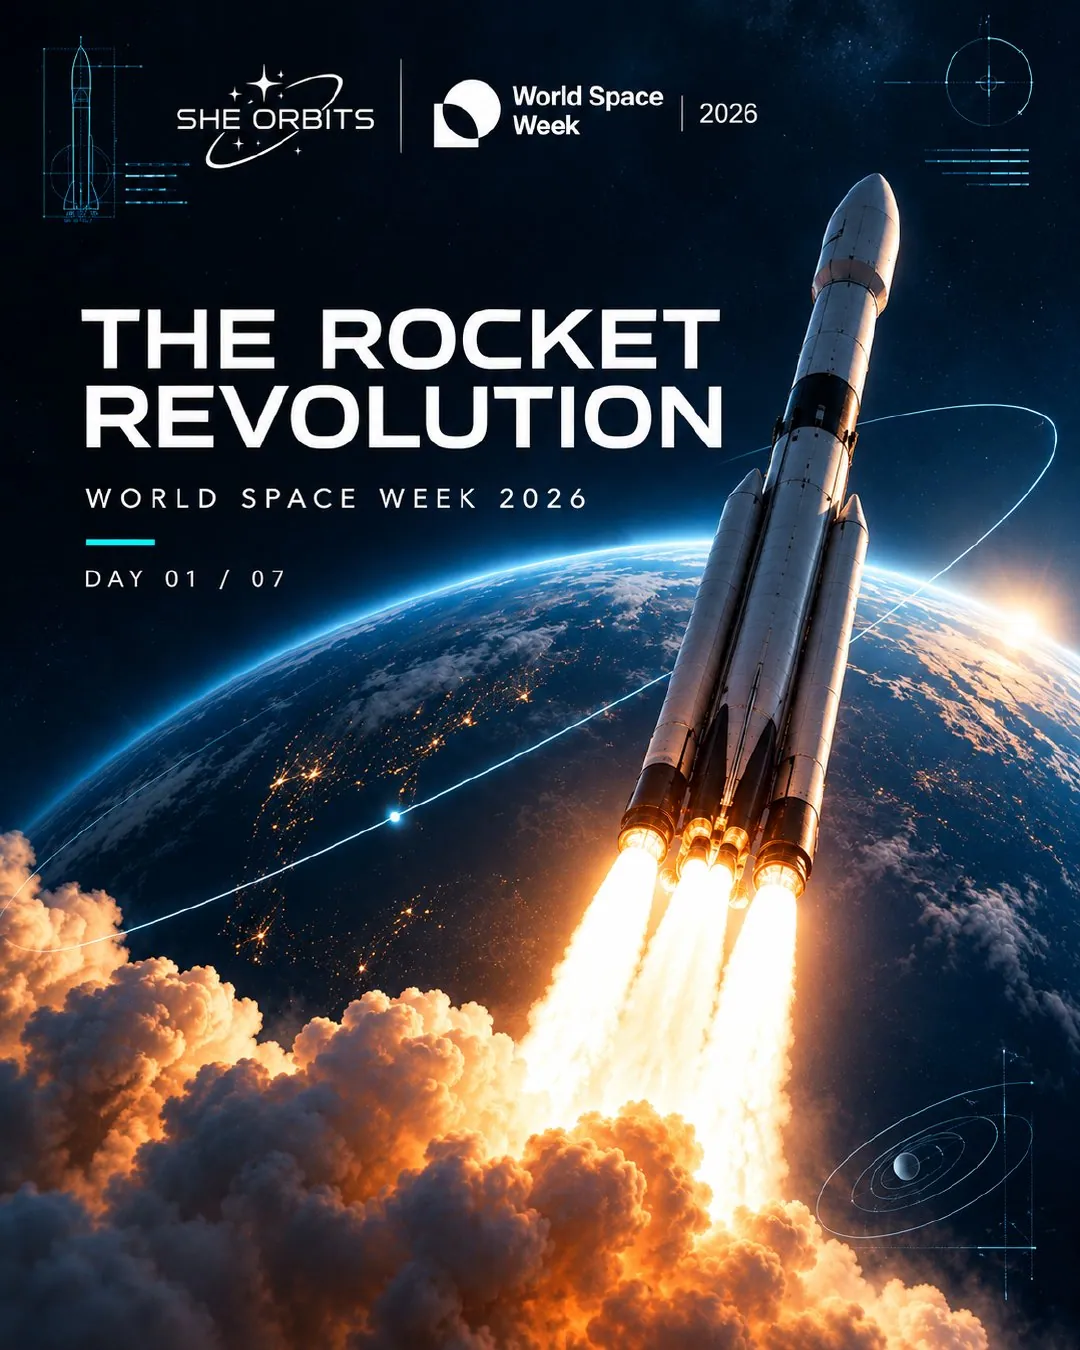 SHE ORBITS
World Space
Week
2026
THE ROCKET
REVOLUTION
WORLD SPACE WEEK 2026
DAY 01 / 07